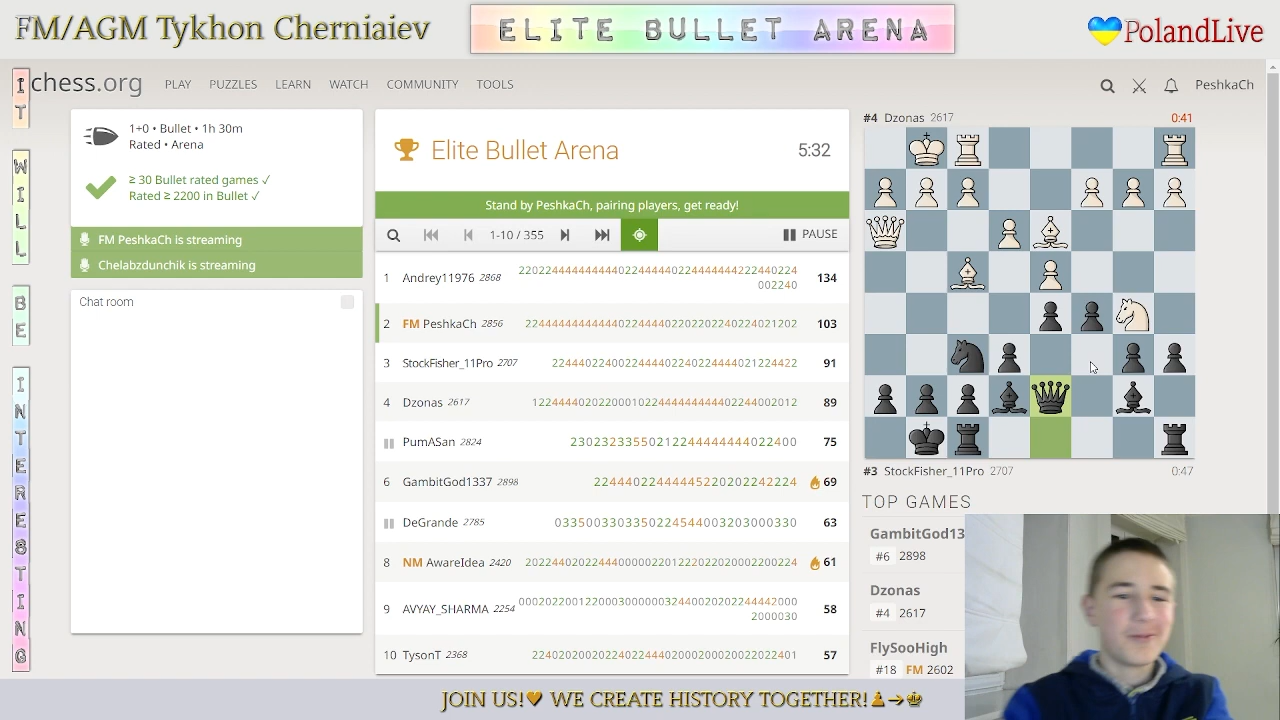 FM/AGM Tykhon Cherniaiev
ELITE BULLET ARENA
PolandLive
IT WILL BE INTERESTING
chess.org
PLAY PUZZLES LEARN WATCH COMMUNITY TOOLS
PeshkaCh
1+0 • Bullet • 1h 30m
Rated • Arena
≥ 30 Bullet rated games ✓
Rated ≥ 2200 in Bullet ✓
FM PeshkaCh is streaming
Chelabzdunchik is streaming
Chat room
Elite Bullet Arena 5:32
Stand by PeshkaCh, pairing players, get ready!
1-10 / 355 PAUSE
1 Andrey11976 2868 134
2 FM PeshkaCh 2856 22444444444444022444440220220224022402120​2 103
3 StockFisher_11Pro 2707 91
4 Dzonas 2617 89
PumASan 2824 75
6 GambitGod1337 2898 69
DeGrande 2785 63
8 NM AwareIdea 2420 61
9 AVYAY_SHARMA 2254 58
10 TysonT 2368 57
#4 Dzonas 2617 0:41
#3 StockFisher_11Pro 2707 0:47
TOP GAMES
GambitGod13
#6 2898
Dzonas
#4 2617
FlySooHigh
#18 FM 2602
JOIN US!♥ WE CREATE HISTORY TOGETHER!♟→♚